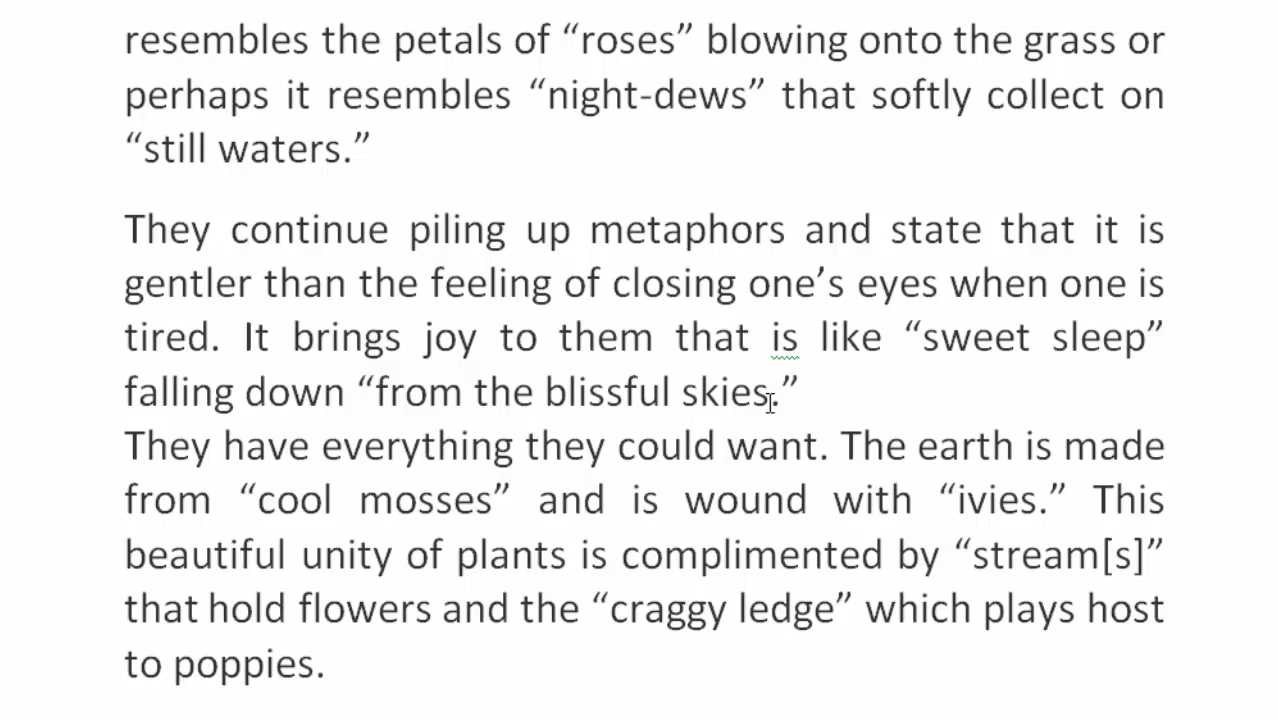 resembles the petals of “roses” blowing onto the grass or
perhaps it resembles “night-dews” that softly collect on
“still waters.”
They continue piling up metaphors and state that it is
gentler than the feeling of closing one’s eyes when one is
tired. It brings joy to them that is like “sweet sleep”
falling down “from the blissful skies.”
They have everything they could want. The earth is made
from “cool mosses” and is wound with “ivies.” This
beautiful unity of plants is complimented by “stream[s]”
that hold flowers and the “craggy ledge” which plays host
to poppies.